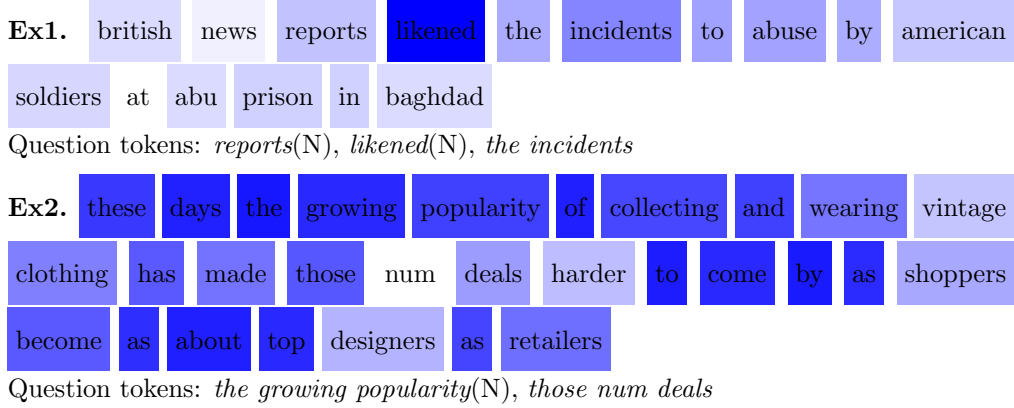 Ex1. british news reports likened the incidents to abuse by american
soldiers at abu prison in baghdad
Question tokens: reports(N), likened(N), the incidents
Ex2. these days the growing popularity of collecting and wearing vintage
clothing has made those num deals harder to come by as shoppers
become as about top designers as retailers
Question tokens: the growing popularity(N), those num deals